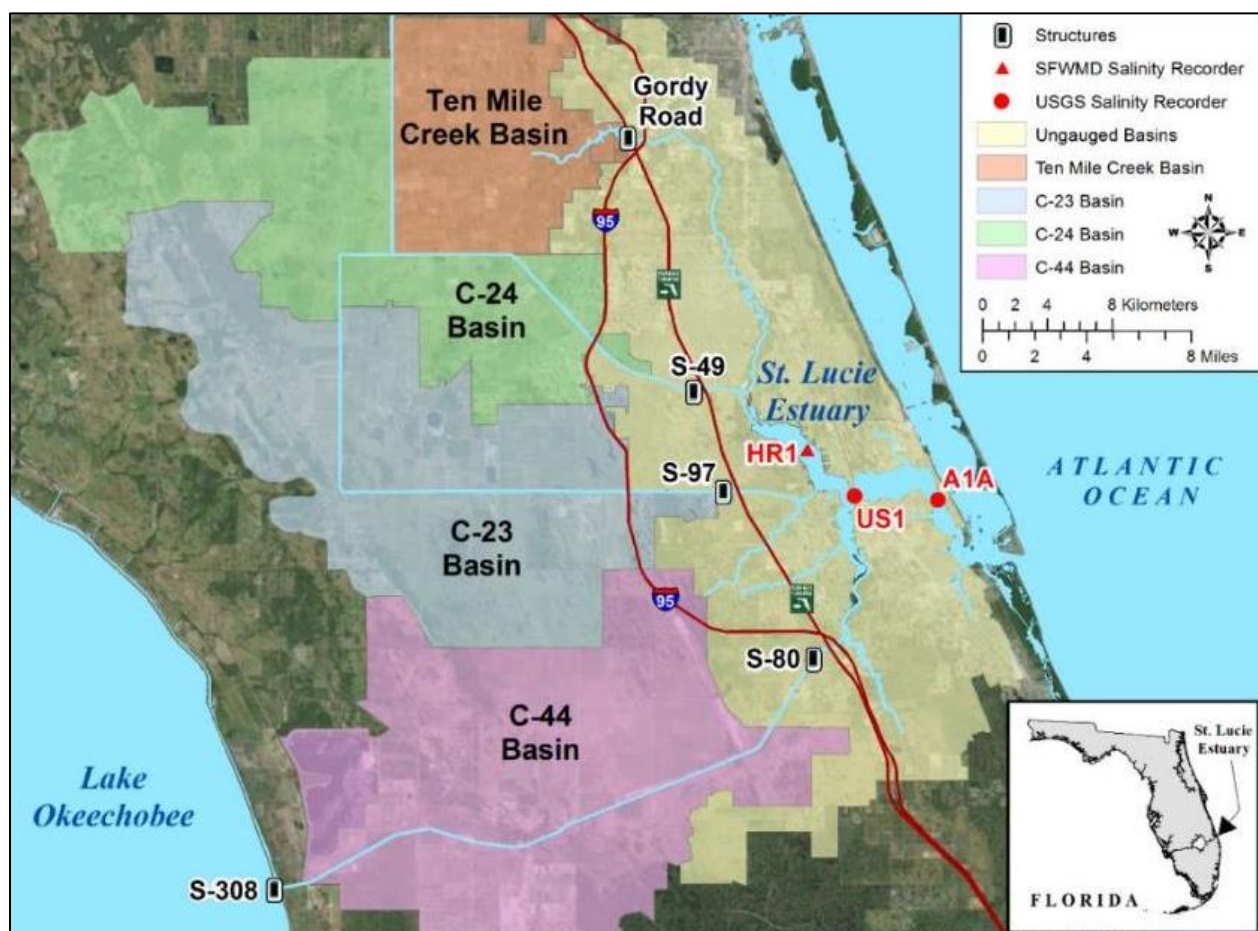 Structures
SFWMD Salinity Recorder
USGS Salinity Recorder
Ungauged Basins
Ten Mile Creek Basin
C-23 Basin
C-24 Basin
C-44 Basin
N
W
E
S
0 2 4 8 Kilometers
0 2 4 8 Miles
Gordy
Road
Ten Mile
Creek Basin
95
C-24
Basin
S-49
St. Lucie
Estuary
HR1
S-97
A1A
US1
ATLANTIC
OCEAN
C-23
Basin
95
S-80
C-44
Basin
Lake
Okeechobee
S-308
St. Lucie
Estuary
FLORIDA